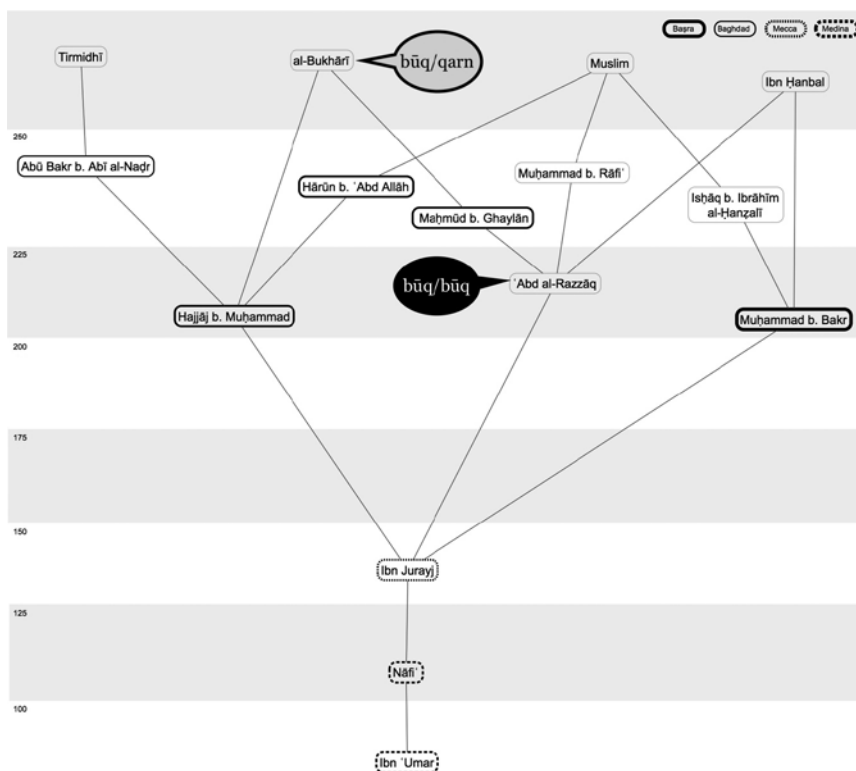 Baṣra
Baghdad
Mecca
Medina
Tirmidhī
al-Bukhārī
būq/qarn
Muslim
Ibn Ḥanbal
250
Abū Bakr b. Abī al-Naḍr
Hārūn b. ʿAbd Allāh
Muḥammad b. Rāfiʿ
Maḥmūd b. Ghaylān
Isḥāq b. Ibrāhīm
al-Ḥanẓalī
225
būq/būq
ʿAbd al-Razzāq
Hajjāj b. Muḥammad
Muḥammad b. Bakr
200
175
150
Ibn Jurayj
125
Nāfiʿ
100
Ibn ʿUmar